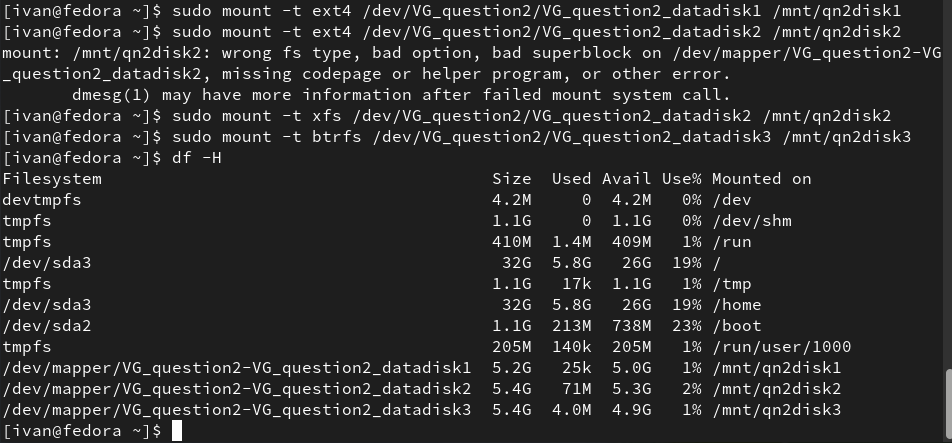 [ivan@fedora ~]$ sudo mount -t ext4 /dev/VG_question2/VG_question2_datadisk1 /mnt/qn2disk1
[ivan@fedora ~]$ sudo mount -t ext4 /dev/VG_question2/VG_question2_datadisk2 /mnt/qn2disk2
mount: /mnt/qn2disk2: wrong fs type, bad option, bad superblock on /dev/mapper/VG_question2-VG
_question2_datadisk2, missing codepage or helper program, or other error.
       dmesg(1) may have more information after failed mount system call.
[ivan@fedora ~]$ sudo mount -t xfs /dev/VG_question2/VG_question2_datadisk2 /mnt/qn2disk2
[ivan@fedora ~]$ sudo mount -t btrfs /dev/VG_question2/VG_question2_datadisk3 /mnt/qn2disk3
[ivan@fedora ~]$ df -H
Filesystem                                       Size  Used Avail Use% Mounted on
devtmpfs                                         4.2M     0  4.2M   0% /dev
tmpfs                                            1.1G     0  1.1G   0% /dev/shm
tmpfs                                            410M  1.4M  409M   1% /run
/dev/sda3                                         32G  5.8G   26G  19% /
tmpfs                                            1.1G   17k  1.1G   1% /tmp
/dev/sda3                                         32G  5.8G   26G  19% /home
/dev/sda2                                        1.1G  213M  738M  23% /boot
tmpfs                                            205M  140k  205M   1% /run/user/1000
/dev/mapper/VG_question2-VG_question2_datadisk1  5.2G   25k  5.0G   1% /mnt/qn2disk1
/dev/mapper/VG_question2-VG_question2_datadisk2  5.4G   71M  5.3G   2% /mnt/qn2disk2
/dev/mapper/VG_question2-VG_question2_datadisk3  5.4G  4.0M  4.9G   1% /mnt/qn2disk3
[ivan@fedora ~]$